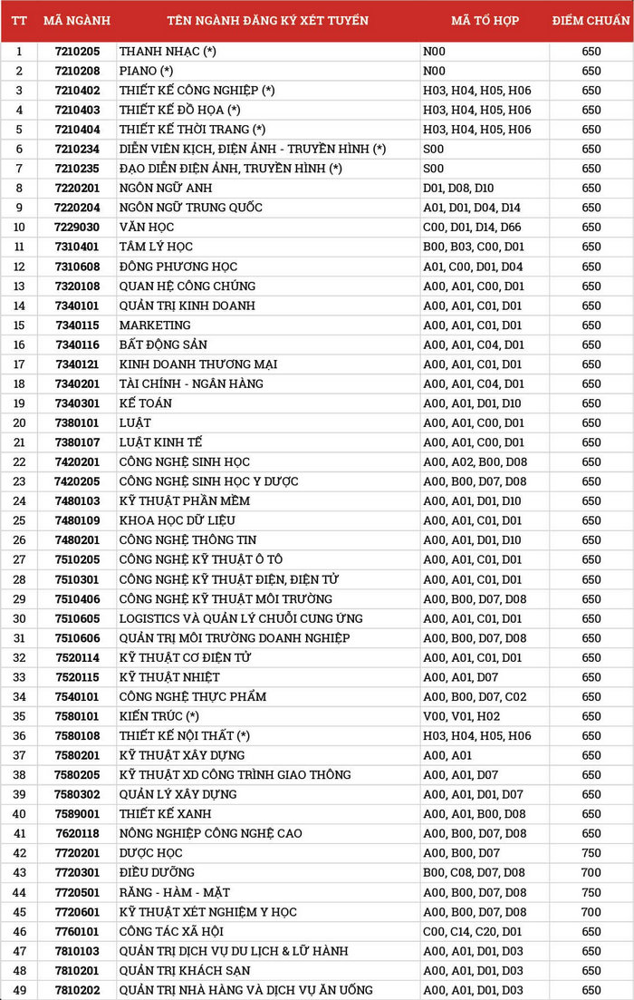 TT MÃ NGÀNH TÊN NGÀNH ĐĂNG KÝ XÉT TUYỂN MÃ TỔ HỢP ĐIỂM CHUẨN
1 7210205 THANH NHẠC (*) N00 650
2 7210208 PIANO (*) N00 650
3 7210402 THIẾT KẾ CÔNG NGHIỆP (*) H03, H04, H05, H06 650
4 7210403 THIẾT KẾ ĐỒ HỌA (*) H03, H04, H05, H06 650
5 7210404 THIẾT KẾ THỜI TRANG (*) H03, H04, H05, H06 650
6 7210234 DIỄN VIÊN KỊCH, ĐIỆN ẢNH - TRUYỀN HÌNH (*) S00 650
7 7210235 ĐẠO DIỄN ĐIỆN ẢNH, TRUYỀN HÌNH (*) S00 650
8 7220201 NGÔN NGỮ ANH D01, D08, D10 650
9 7220204 NGÔN NGỮ TRUNG QUỐC A01, D01, D04, D14 650
10 7229030 VĂN HỌC C00, D01, D14, D66 650
11 7310401 TÂM LÝ HỌC B00, B03, C00, D01 650
12 7310608 ĐÔNG PHƯƠNG HỌC A01, C00, D01, D04 650
13 7320108 QUAN HỆ CÔNG CHÚNG A00, A01, C00, D01 650
14 7340101 QUẢN TRỊ KINH DOANH A00, A01, C01, D01 650
15 7340115 MARKETING A00, A01, C01, D01 650
16 7340116 BẤT ĐỘNG SẢN A00, A01, C04, D01 650
17 7340121 KINH DOANH THƯƠNG MẠI A00, A01, C01, D01 650
18 7340201 TÀI CHÍNH - NGÂN HÀNG A00, A01, C04, D01 650
19 7340301 KẾ TOÁN A00, A01, D01, D10 650
20 7380101 LUẬT A00, A01, C00, D01 650
21 7380107 LUẬT KINH TẾ A00, A01, C00, D01 650
22 7420201 CÔNG NGHỆ SINH HỌC A00, A02, B00, D08 650
23 7420205 CÔNG NGHỆ SINH HỌC Y DƯỢC A00, B00, D07, D08 650
24 7480103 KỸ THUẬT PHẦN MỀM A00, A01, D01, D10 650
25 7480109 KHOA HỌC DỮ LIỆU A00, A01, C01, D01 650
26 7480201 CÔNG NGHỆ THÔNG TIN A00, A01, D01, D10 650
27 7510205 CÔNG NGHỆ KỸ THUẬT Ô TÔ A00, A01, C01, D01 650
28 7510301 CÔNG NGHỆ KỸ THUẬT ĐIỆN, ĐIỆN TỬ A00, A01, C01, D01 650
29 7510406 CÔNG NGHỆ KỸ THUẬT MÔI TRƯỜNG A00, B00, D07, D08 650
30 7510605 LOGISTICS VÀ QUẢN LÝ CHUỖI CUNG ỨNG A00, A01, C01, D01 650
31 7510606 QUẢN TRỊ MÔI TRƯỜNG DOANH NGHIỆP A00, B00, D07, D08 650
32 7520114 KỸ THUẬT CƠ ĐIỆN TỬ A00, A01, C01, D01 650
33 7520115 KỸ THUẬT NHIỆT A00, A01, D07 650
34 7540101 CÔNG NGHỆ THỰC PHẨM A00, B00, D07, C02 650
35 7580101 KIẾN TRÚC (*) V00, V01, H02 650
36 7580108 THIẾT KẾ NỘI THẤT (*) H03, H04, H05, H06 650
37 7580201 KỸ THUẬT XÂY DỰNG A00, A01 650
38 7580205 KỸ THUẬT XD CÔNG TRÌNH GIAO THÔNG A00, A01, D07 650
39 7580302 QUẢN LÝ XÂY DỰNG A00, A01, D01, D07 650
40 7589001 THIẾT KẾ XANH A00, A01, B00, D08 650
41 7620118 NÔNG NGHIỆP CÔNG NGHỆ CAO A00, B00, D07, D08 650
42 7720201 DƯỢC HỌC A00, B00, D07 750
43 7720301 ĐIỀU DƯỠNG B00, C08, D07, D08 700
44 7720501 RĂNG - HÀM - MẶT A00, B00, D07, D08 750
45 7720601 KỸ THUẬT XÉT NGHIỆM Y HỌC A00, B00, D07, D08 700
46 7760101 CÔNG TÁC XÃ HỘI C00, C14, C20, D01 650
47 7810103 QUẢN TRỊ DỊCH VỤ DU LỊCH & LỮ HÀNH A00, A01, D01, D03 650
48 7810201 QUẢN TRỊ KHÁCH SẠN A00, A01, D01, D03 650
49 7810202 QUẢN TRỊ NHÀ HÀNG VÀ DỊCH VỤ ĂN UỐNG A00, A01, D01, D03 650